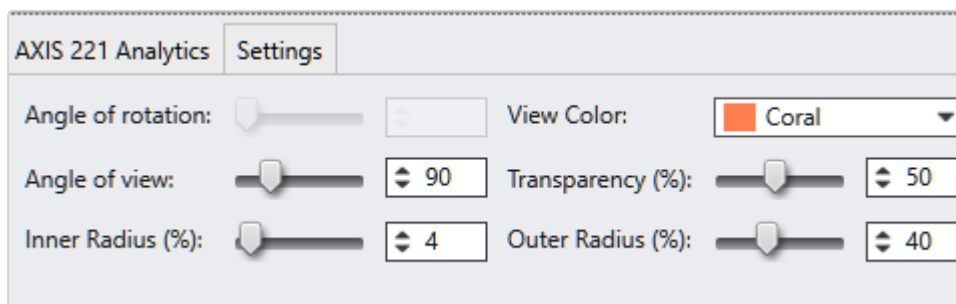 AXIS 221 Analytics Settings
Angle of rotation: 0 View Color: Coral
Angle of view: 90 Transparency (%): 50
Inner Radius (%): 4 Outer Radius (%): 40